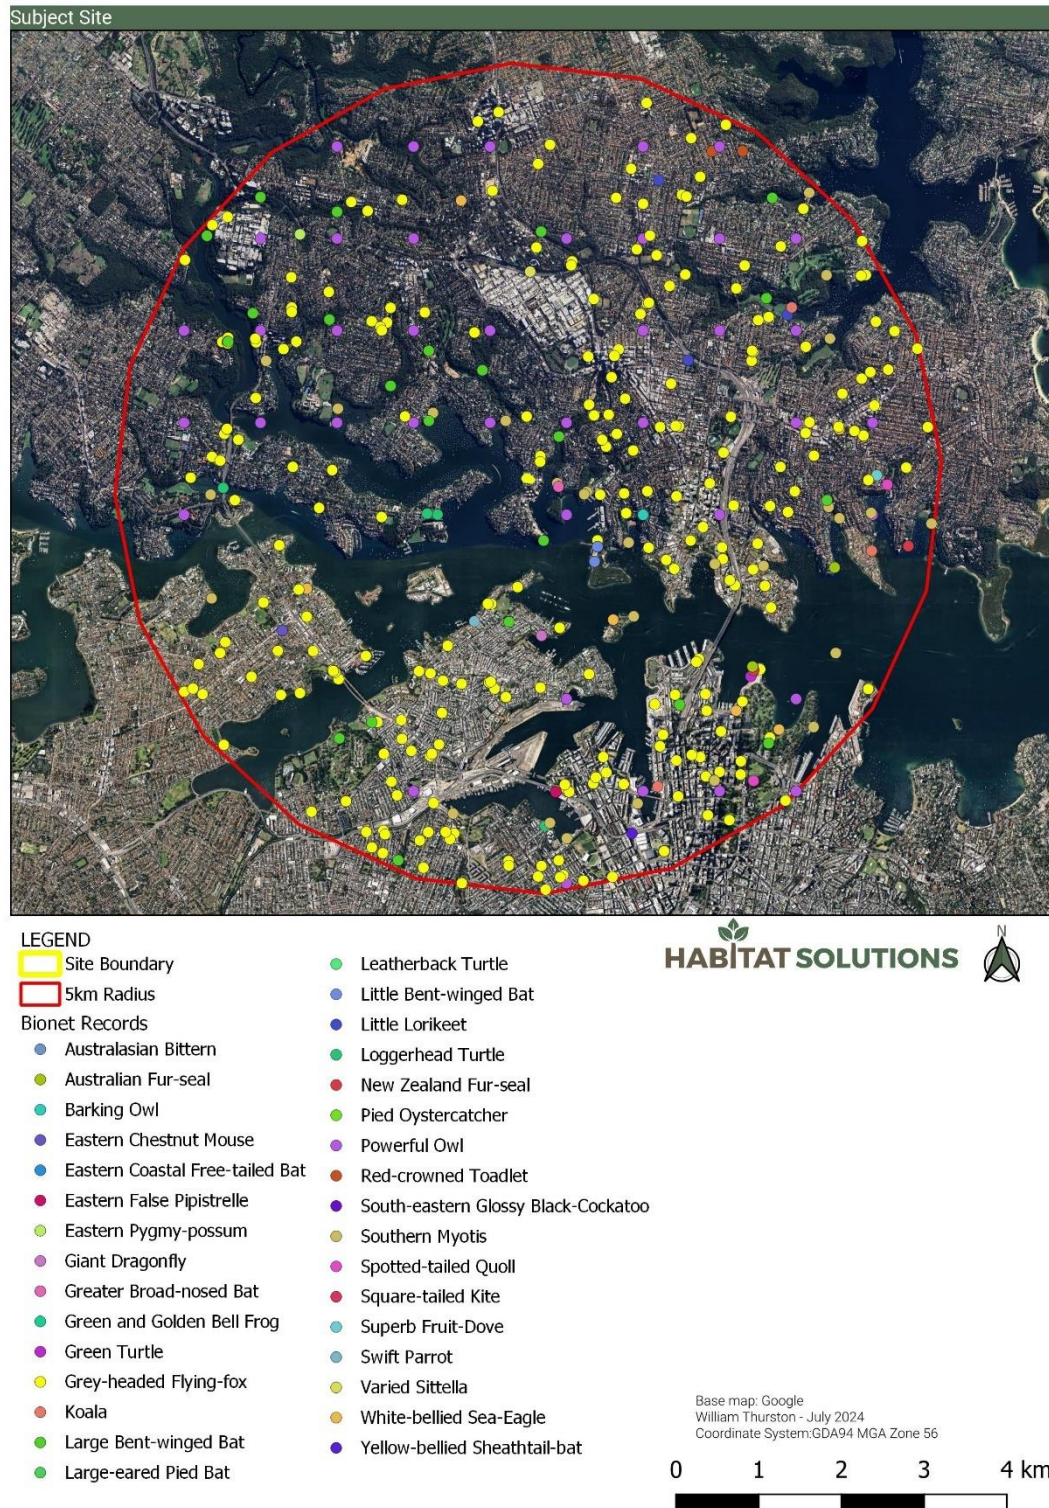 Subject Site
LEGEND
Site Boundary
5km Radius
Bionet Records
Australasian Bittern
Australian Fur-seal
Barking Owl
Eastern Chestnut Mouse
Eastern Coastal Free-tailed Bat
Eastern False Pipistrelle
Eastern Pygmy-possum
Giant Dragonfly
Greater Broad-nosed Bat
Green and Golden Bell Frog
Green Turtle
Grey-headed Flying-fox
Koala
Large Bent-winged Bat
Large-eared Pied Bat
Leatherback Turtle
Little Bent-winged Bat
Little Lorikeet
Loggerhead Turtle
New Zealand Fur-seal
Pied Oystercatcher
Powerful Owl
Red-crowned Toadlet
South-eastern Glossy Black-Cockatoo
Southern Myotis
Spotted-tailed Quoll
Square-tailed Kite
Superb Fruit-Dove
Swift Parrot
Varied Sittella
White-bellied Sea-Eagle
Yellow-bellied Sheathtail-bat
HABITAT SOLUTIONS
N
Base map: Google
William Thurston - July 2024
Coordinate System:GDA94 MGA Zone 56
0 1 2 3 4 km